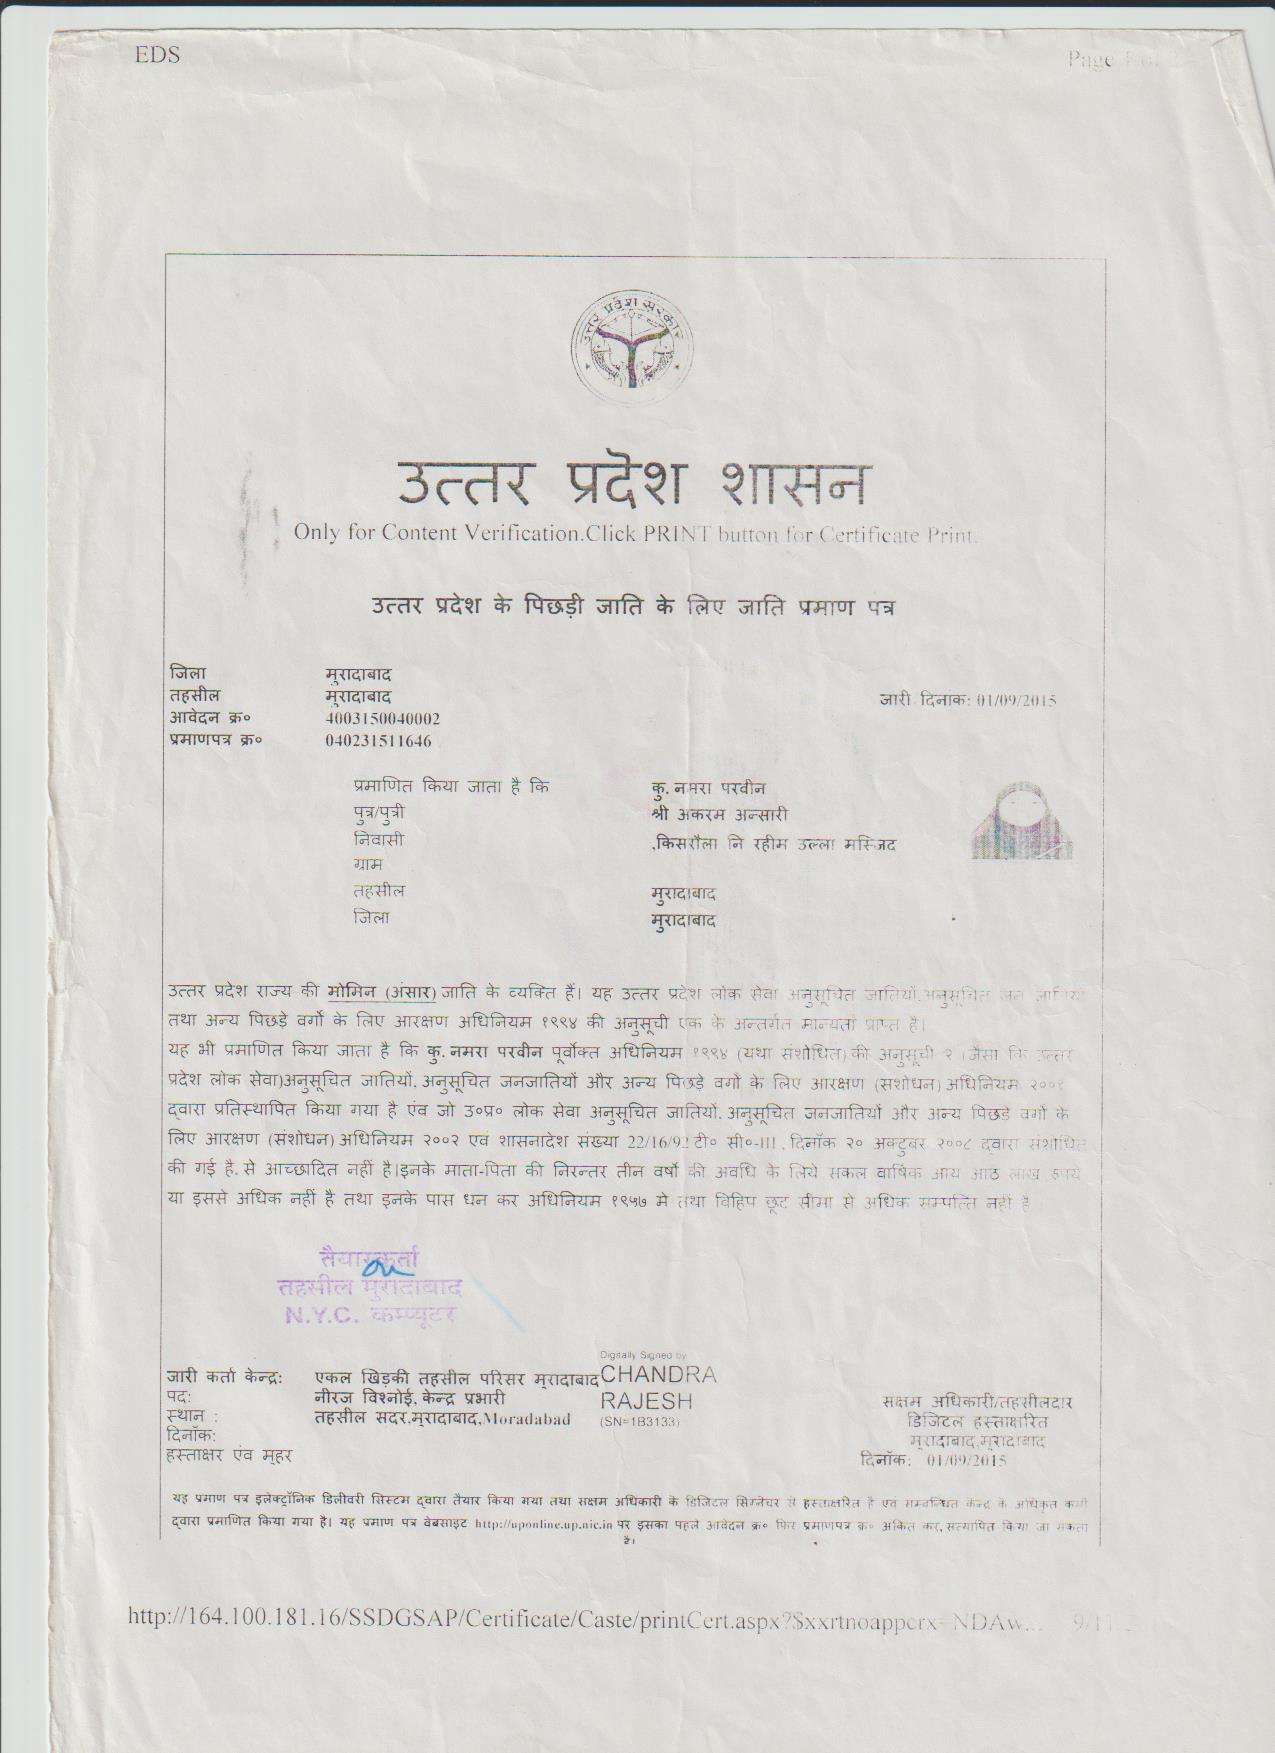 EDS
Page 1 of
उत्तर प्रदेश सरकार
उत्तर प्रदेश शासन
Only for Content Verification.Click PRINT button for Certificate Print.
उत्तर प्रदेश के पिछड़ी जाति के लिए जाति प्रमाण पत्र
जिला मुरादाबाद
तहसील मुरादाबाद
जारी दिनाक: 01/09/2015
आवेदन क्र० 4003150040002
प्रमाणपत्र क्र० 040231511646
प्रमाणित किया जाता है कि कु. नमरा परवीन
पुत्र/पुत्री श्री अकरम अन्सारी
निवासी ,किसरौला नि रहीम उल्ला मस्जिद
ग्राम
तहसील मुरादाबाद
जिला मुरादाबाद
उत्तर प्रदेश राज्य की मोमिन (अंसार) जाति के व्यक्ति हैं। यह उत्तर प्रदेश लोक सेवा अनुसूचित जातियों,अनुसूचित जन जातियों
तथा अन्य पिछड़े वर्गों के लिए आरक्षण अधिनियम १९९४ की अनुसूची एक के अन्तर्गत मान्यता प्राप्त है।
यह भी प्रमाणित किया जाता है कि कु. नमरा परवीन पूर्वोक्त अधिनियम १९९४ (यथा संशोधित) की अनुसूची २ (जैसा कि उत्तर
प्रदेश लोक सेवा)अनुसूचित जातियों, अनुसूचित जनजातियों और अन्य पिछड़े वर्गो के लिए आरक्षण (संशोधन) अधिनियम
द्वारा प्रतिस्थापित किया गया है एंव जो उ०प्र० लोक सेवा अनुसूचित जातियों, अनुसूचित जनजातियों और अन्य पिछड़े वर्गो के
लिए आरक्षण (संशोधन) अधिनियम २००२ एवं शासनादेश संख्या 22/16/92 टी० सी०-III , दिनॉक २० अक्टुबर २००८ द्वारा संशोधित
की गई है, से आच्छादित नहीं है।इनके माता-पिता की निरन्तर तीन वर्षो की अवधि के लिये सकल वार्षिक आय आठ लाख रुपये
या इससे अधिक नहीं है तथा इनके पास धन कर अधिनियम १९५७ मे तथा विहिप छूट सीमा से अधिक सम्पत्ति नहीं है
तैयारकर्ता
तहसील मुरादाबाद
N.Y.C. कम्प्यूटर
Digitally Signed by
CHANDRA
RAJESH
(SN=1B3133)
जारी कर्ता केन्द्र: एकल खिड़की तहसील परिसर मुरादाबाद
पद: नीरज विश्नोई, केन्द्र प्रभारी
स्थान : तहसील सदर,मुरादाबाद,Moradabad
दिनॉक:
हस्ताक्षर एंव मुहर
सक्षम अधिकारी/तहसीलदार
डिजिटल हस्ताक्षरित
मुरादाबाद,मुरादाबाद
दिनॉक: 01/09/2015
यह प्रमाण पत्र इलेक्ट्रॉनिक डिलीवरी सिस्टम द्वारा तैयार किया गया तथा सक्षम अधिकारी के डिजिटल सिग्नेचर से हस्ताक्षरित है एवं सम्बन्धित केन्द्र के अधिकृत कर्मी
द्वारा प्रमाणित किया गया है। यह प्रमाण पत्र वेबसाइट http://uponline.up.nic.in पर इसका पहले आवेदन क्र० फिर प्रमाणपत्र क्र० अंकित कर, सत्यापित किया जा सकता
है।
http://164.100.181.16/SSDGSAP/Certificate/Caste/printCert.aspx?$xxrtnoappcrx=NDAw... 9/1